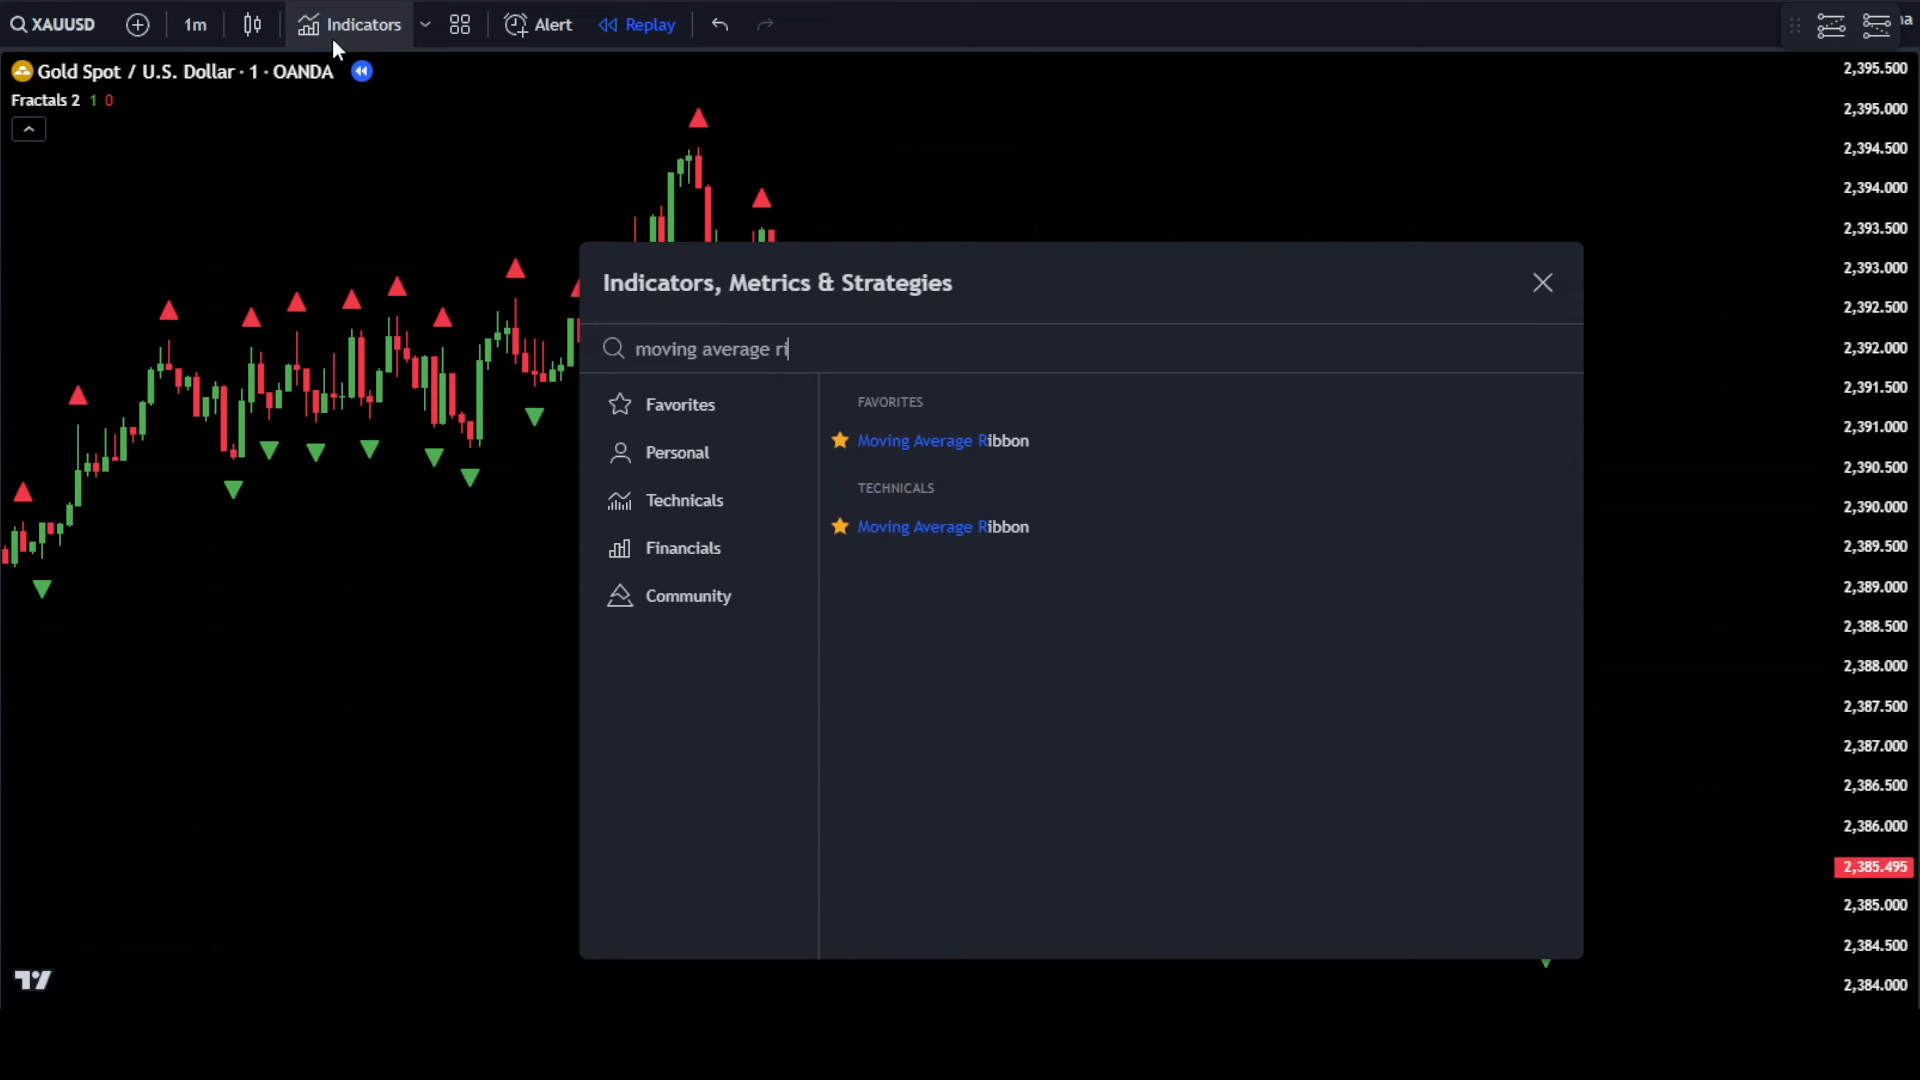 XAUUSD 1m Indicators Alert Replay
Gold Spot / U.S. Dollar · 1 · OANDA
Fractals 2 1 0
Indicators, Metrics & Strategies
moving average ri
Favorites
Personal
Technicals
Financials
Community
FAVORITES
Moving Average Ribbon
TECHNICALS
Moving Average Ribbon
2,395.500
2,395.000
2,394.500
2,394.000
2,393.500
2,393.000
2,392.500
2,392.000
2,391.500
2,391.000
2,390.500
2,390.000
2,389.500
2,389.000
2,388.500
2,388.000
2,387.500
2,387.000
2,386.500
2,386.000
2,385.495
2,385.000
2,384.500
2,384.000